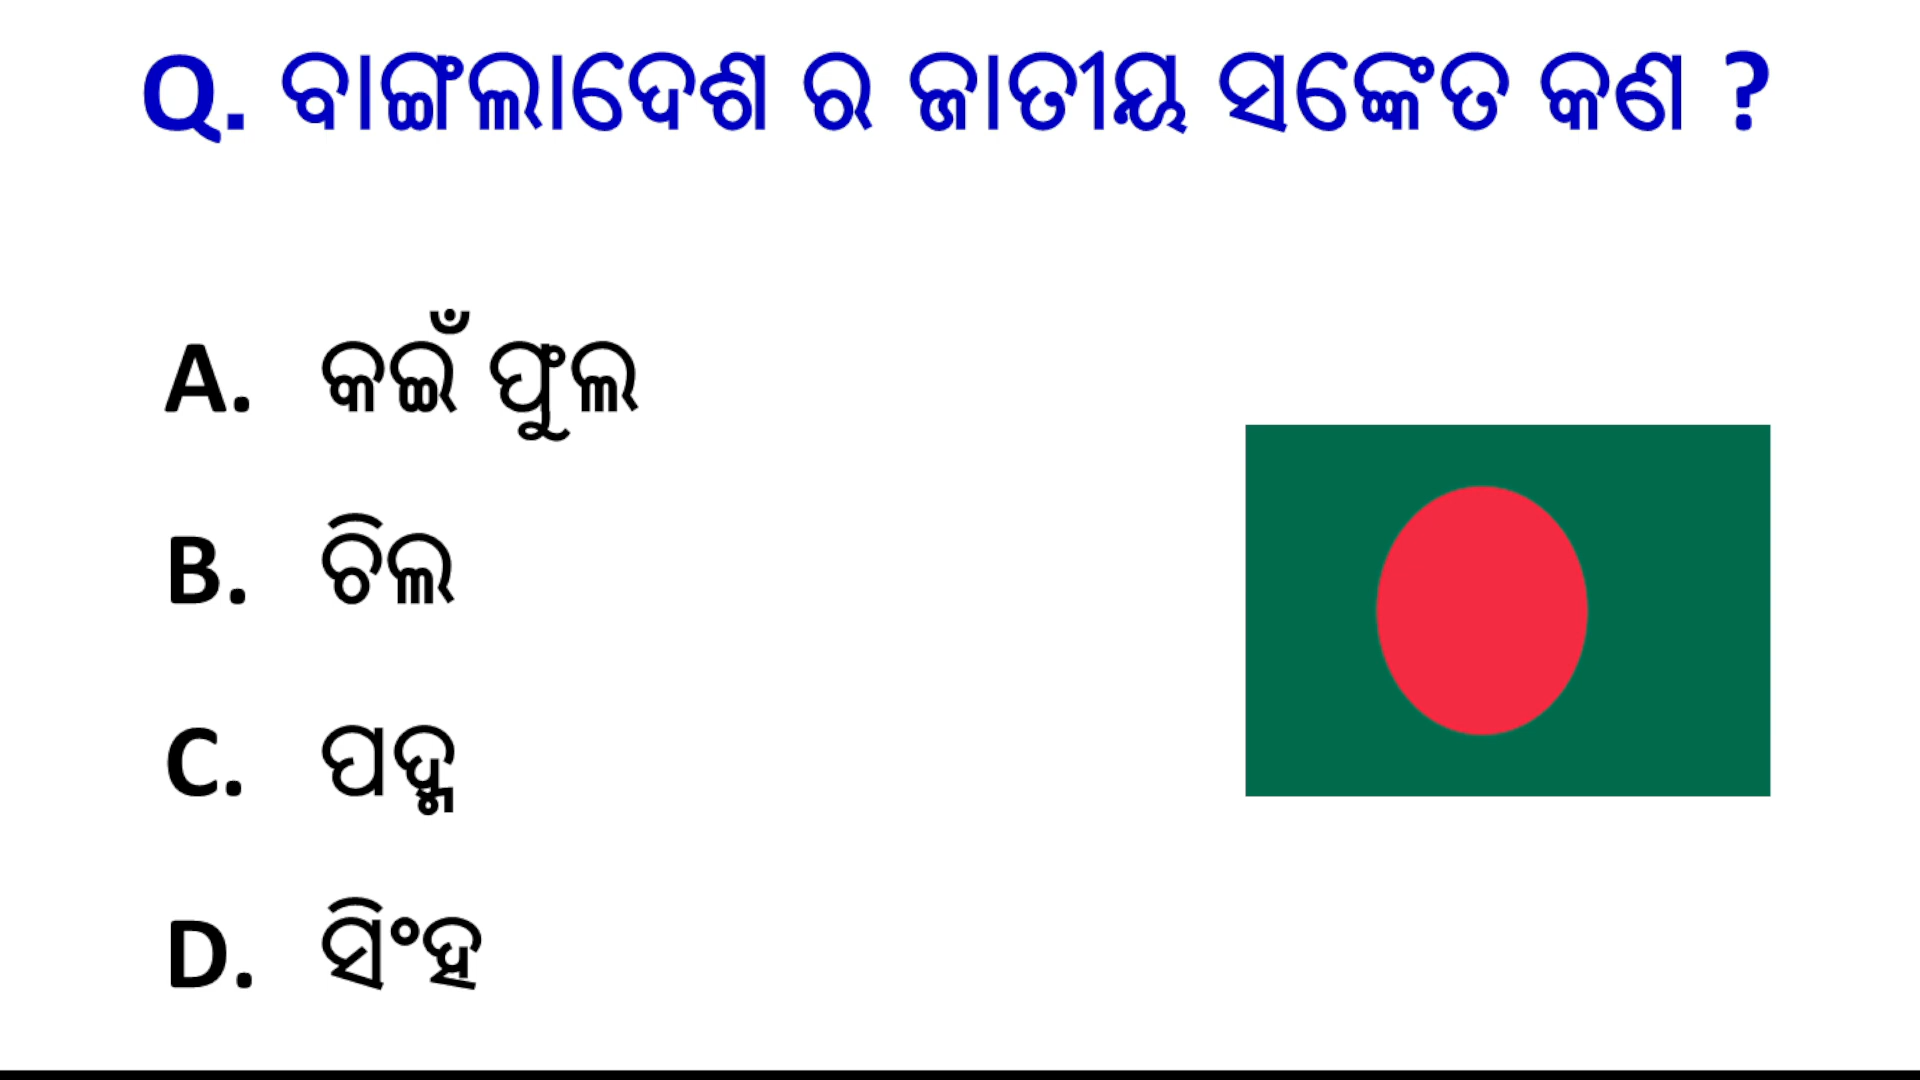 Q. ବାଙ୍ଗଲାଦେଶ ର ଜାତୀୟ ସଙ୍କେତ କଣ ?
A. କଇଁ ଫୁଲ
B. ଚିଲ
C. ପଦ୍ମ
D. ସିଂହ